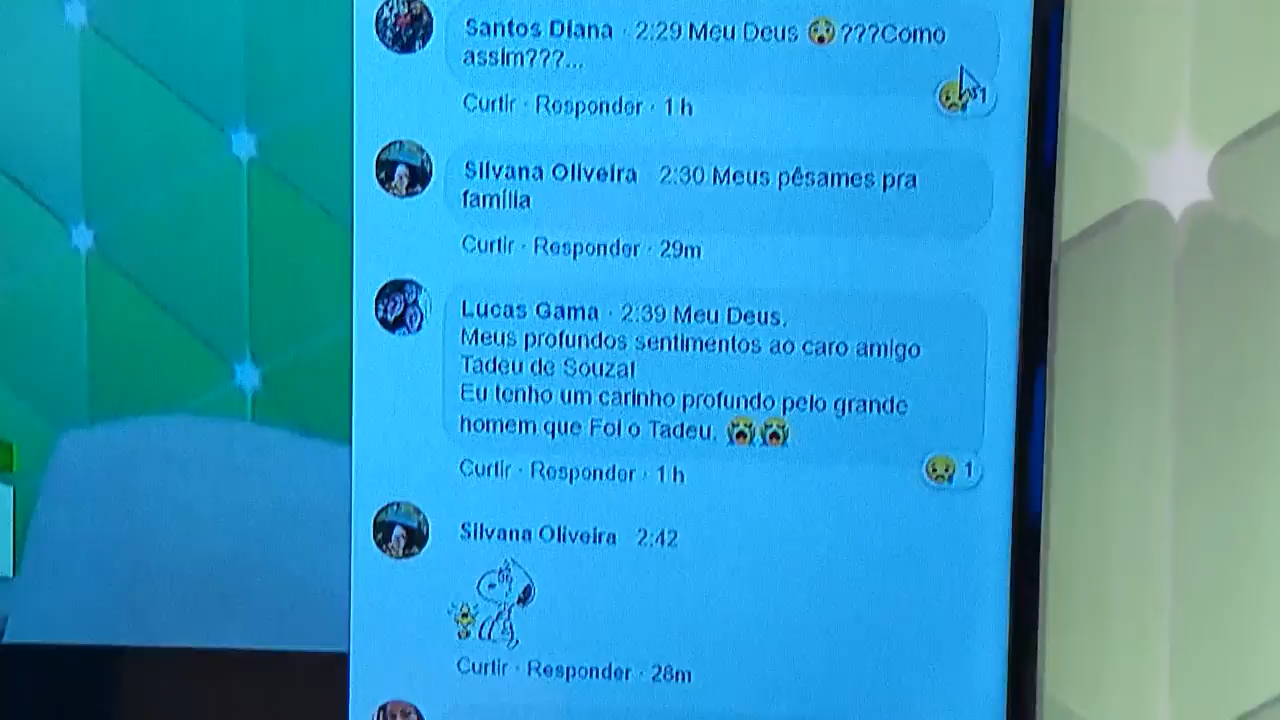 Santos Diana · 2:29 Meu Deus 😨 ???Como
assim???...
Curtir · Responder · 1 h
1
Silvana Oliveira 2:30 Meus pêsames pra
família
Curtir · Responder · 29m
Lucas Gama · 2:39 Meu Deus.
Meus profundos sentimentos ao caro amigo
Tadeu de Souza!
Eu tenho um carinho profundo pelo grande
homem que Foi o Tadeu. 😭😭
Curtir · Responder · 1 h
1
Silvana Oliveira 2:42
Curtir · Responder · 28m